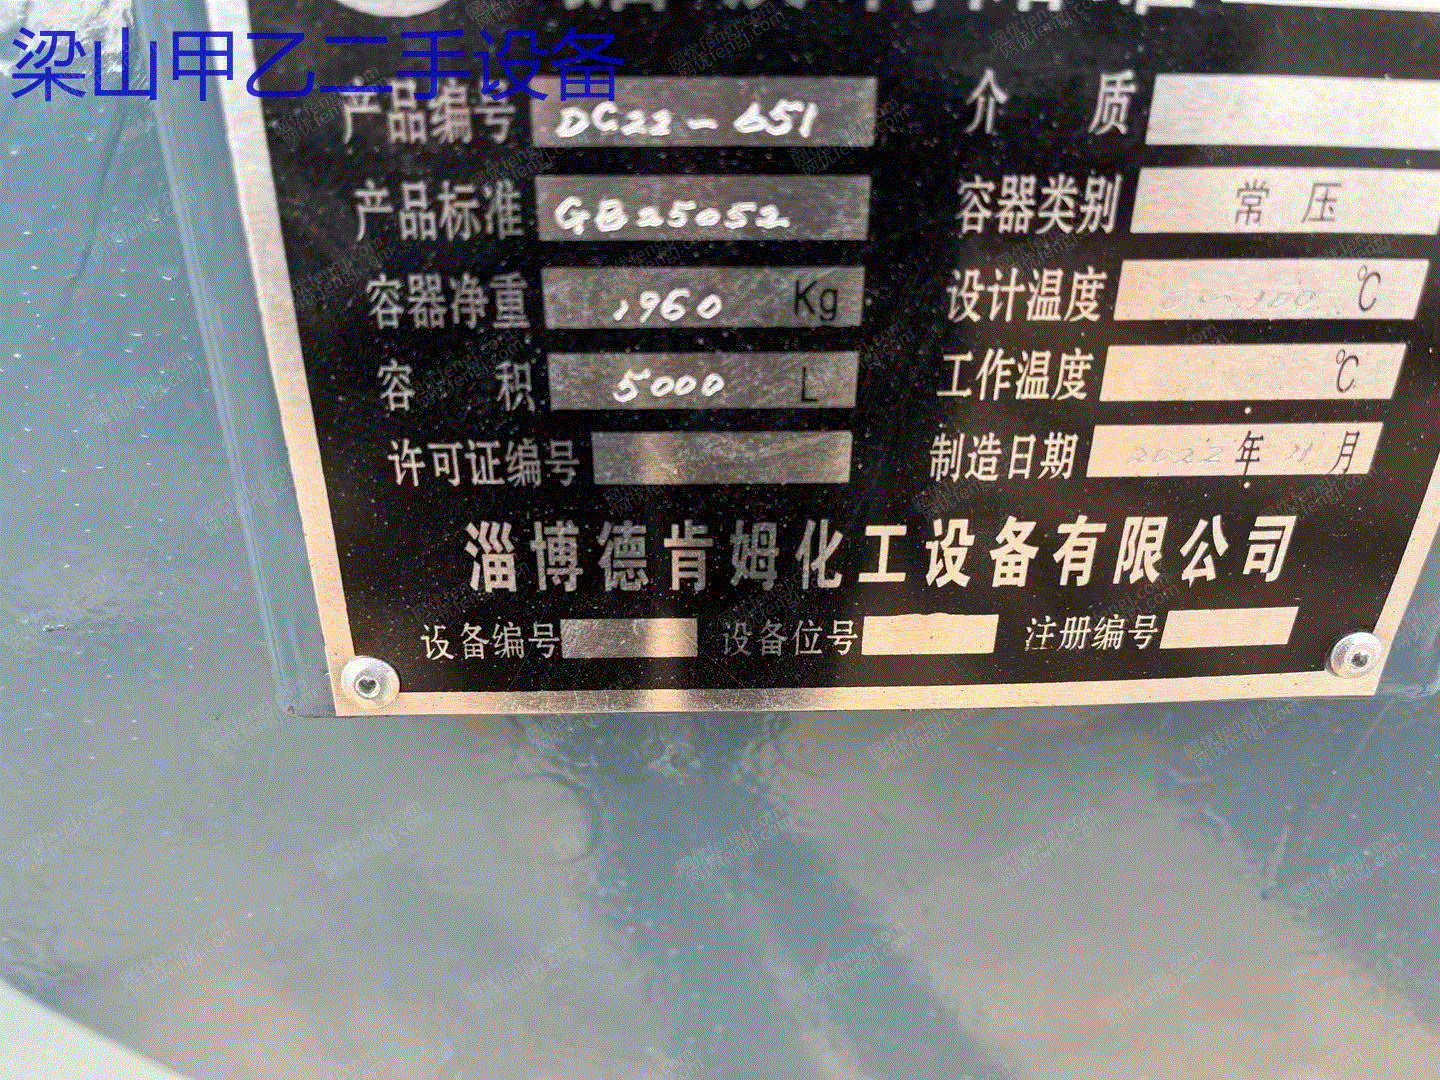 梁山甲乙二手设备
产品编号 DC22-651 介质
产品标准 GB25052 容器类别 常压
容器净重 1960 Kg 设计温度 0~100 ℃
容积 5000 L 工作温度 ℃
许可证编号 制造日期 2022年11月
淄博德肯姆化工设备有限公司
设备编号 设备位号 注册编号